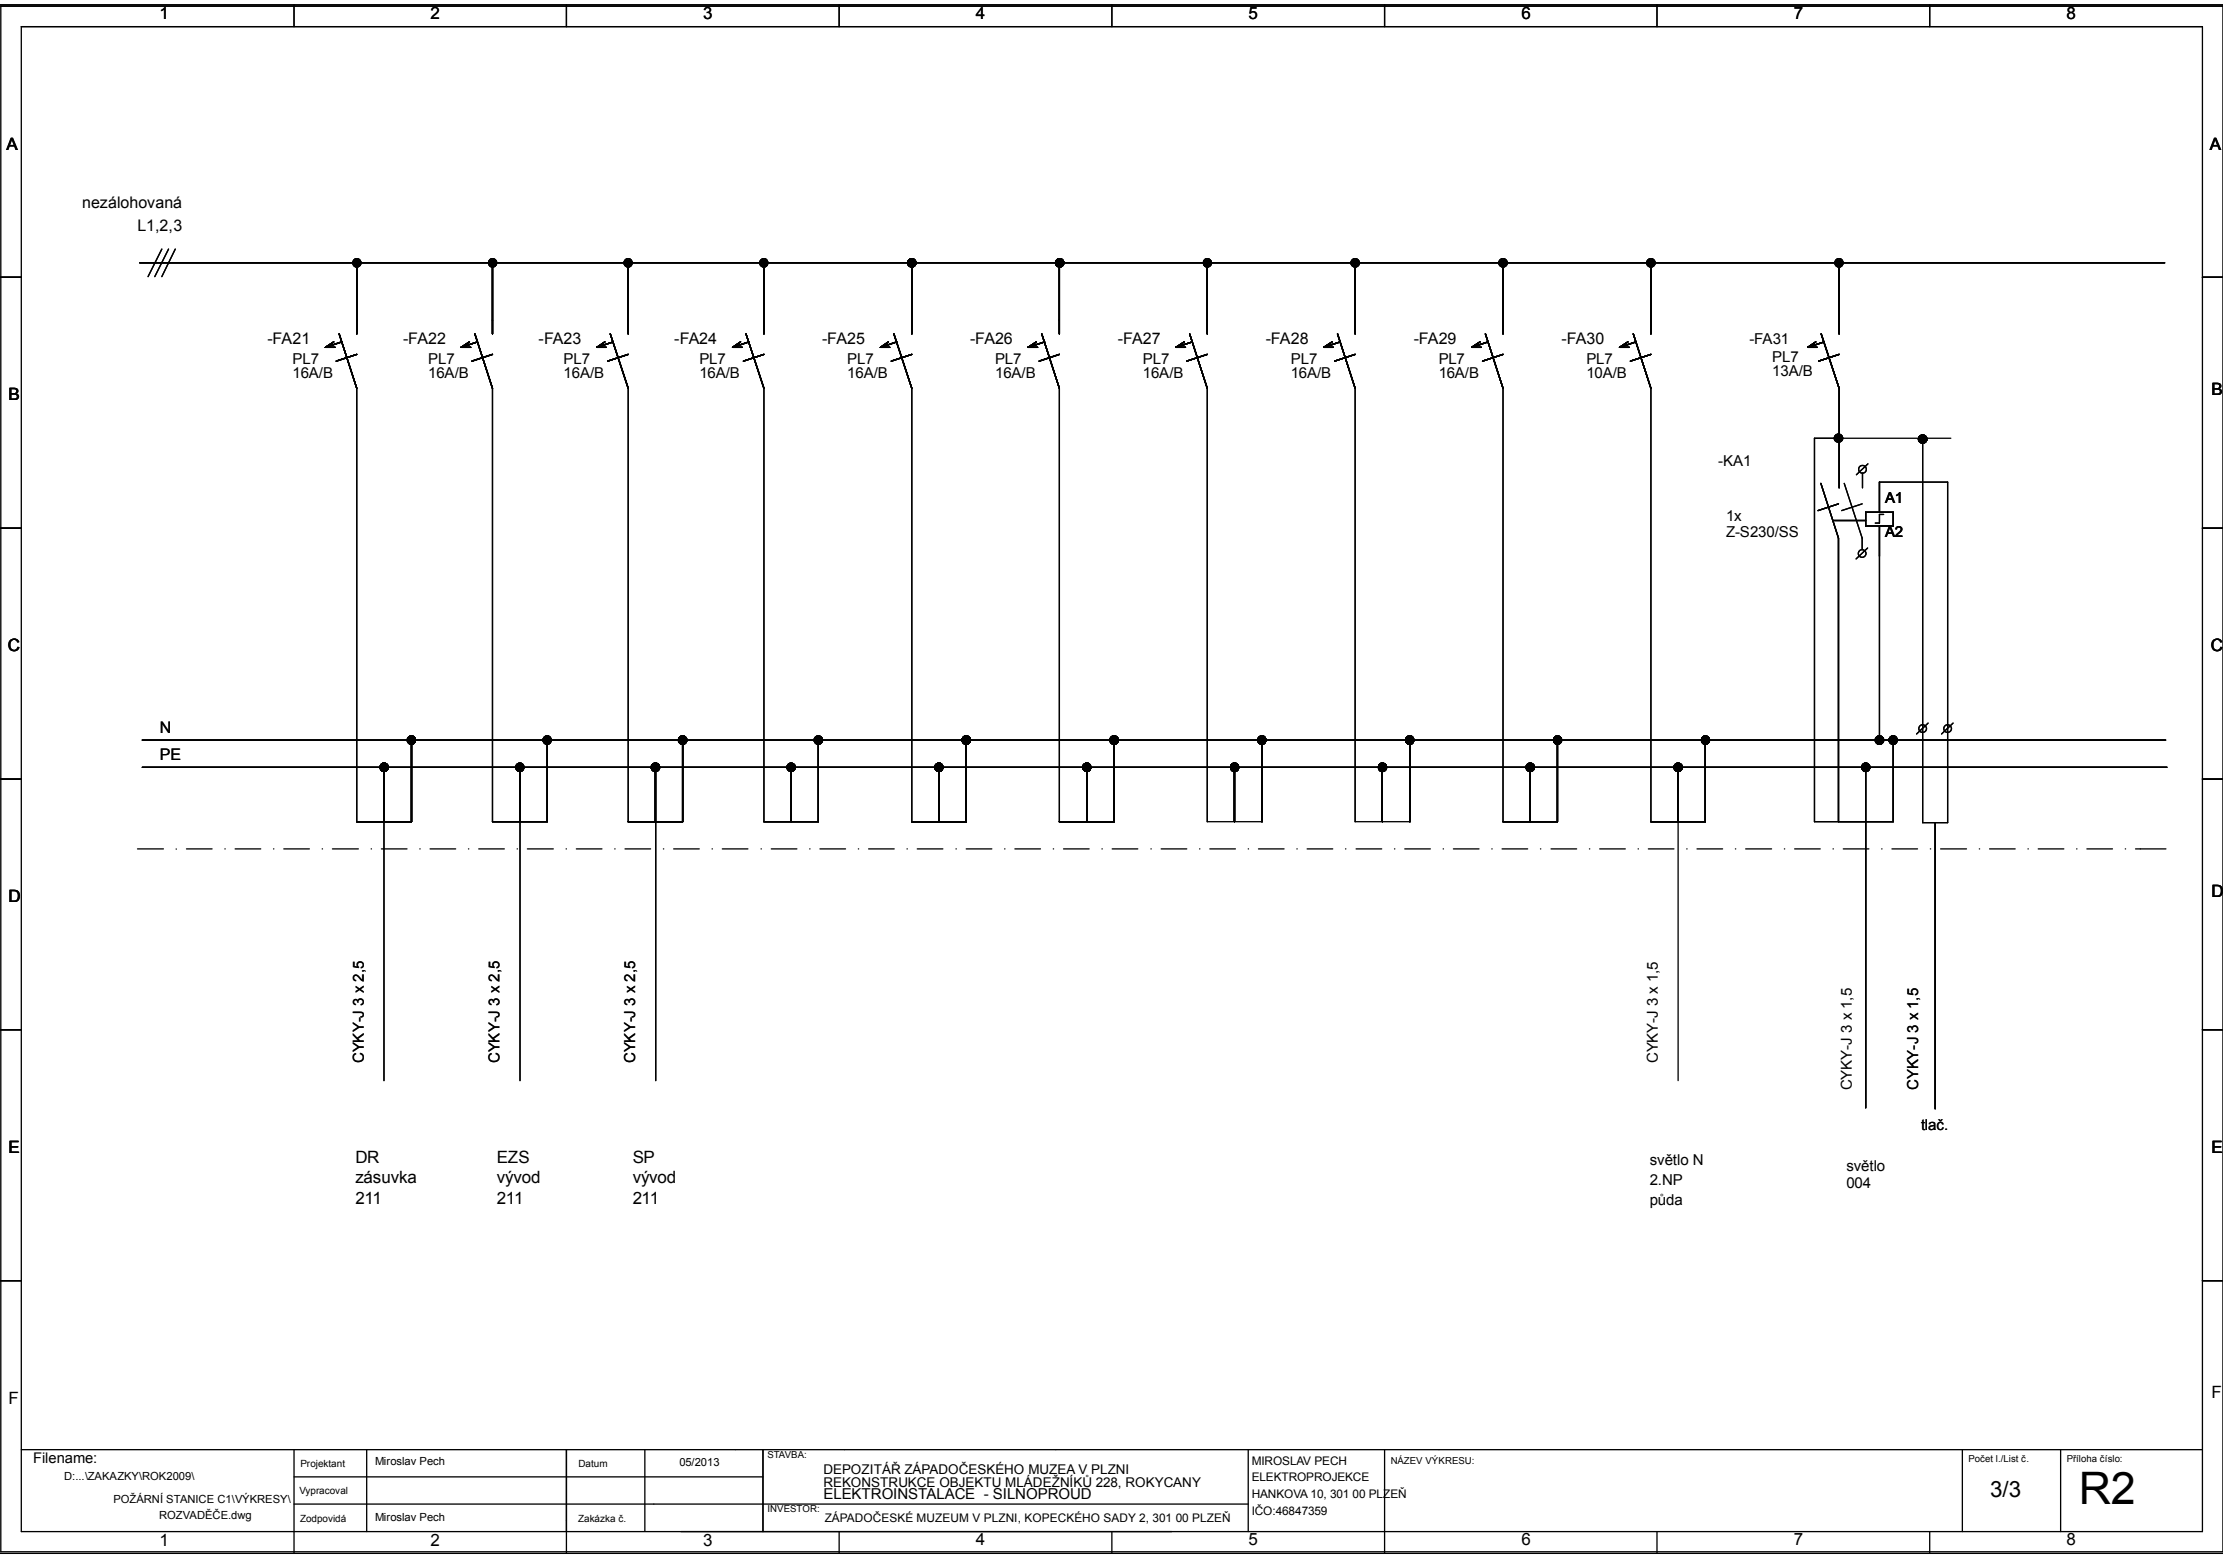 1 2 3 4 5 6 7 8
A A
nezálohovaná
L1,2,3
B B
-FA21
PL7
16A/B
-FA22
PL7
16A/B
-FA23
PL7
16A/B
-FA24
PL7
16A/B
-FA25
PL7
16A/B
-FA26
PL7
16A/B
-FA27
PL7
16A/B
-FA28
PL7
16A/B
-FA29
PL7
16A/B
-FA30
PL7
10A/B
-FA31
PL7
13A/B
-KA1
1x
Z-S230/SS
A1
A2
C C
N
PE
D D
CYKY-J 3 x 2,5
CYKY-J 3 x 2,5
CYKY-J 3 x 2,5
CYKY-J 3 x 1,5
CYKY-J 3 x 1,5
CYKY-J 3 x 1,5
tlač.
E E
DR
zásuvka
211
EZS
vývod
211
SP
vývod
211
světlo N
2.NP
půda
světlo
004
F F
Filename:
D:...\ZAKAZKY\ROK2009\
POŽÁRNÍ STANICE C1\VÝKRESY\
ROZVADĚČE.dwg
Projektant Miroslav Pech
Vypracoval
Zodpovídá Miroslav Pech
Datum 05/2013
Zakázka č.
STAVBA:
DEPOZITÁŘ ZÁPADOČESKÉHO MUZEA V PLZNI
REKONSTRUKCE OBJEKTU MLÁDEŽNÍKŮ 228, ROKYCANY
ELEKTROINSTALACE - SILNOPROUD
INVESTOR:
ZÁPADOČESKÉ MUZEUM V PLZNI, KOPECKÉHO SADY 2, 301 00 PLZEŇ
MIROSLAV PECH
ELEKTROPROJEKCE
HANKOVA 10, 301 00 PLZEŇ
IČO:46847359
NÁZEV VÝKRESU:
Počet l./List č.
3/3
Příloha číslo:
R2
1 2 3 4 5 6 7 8